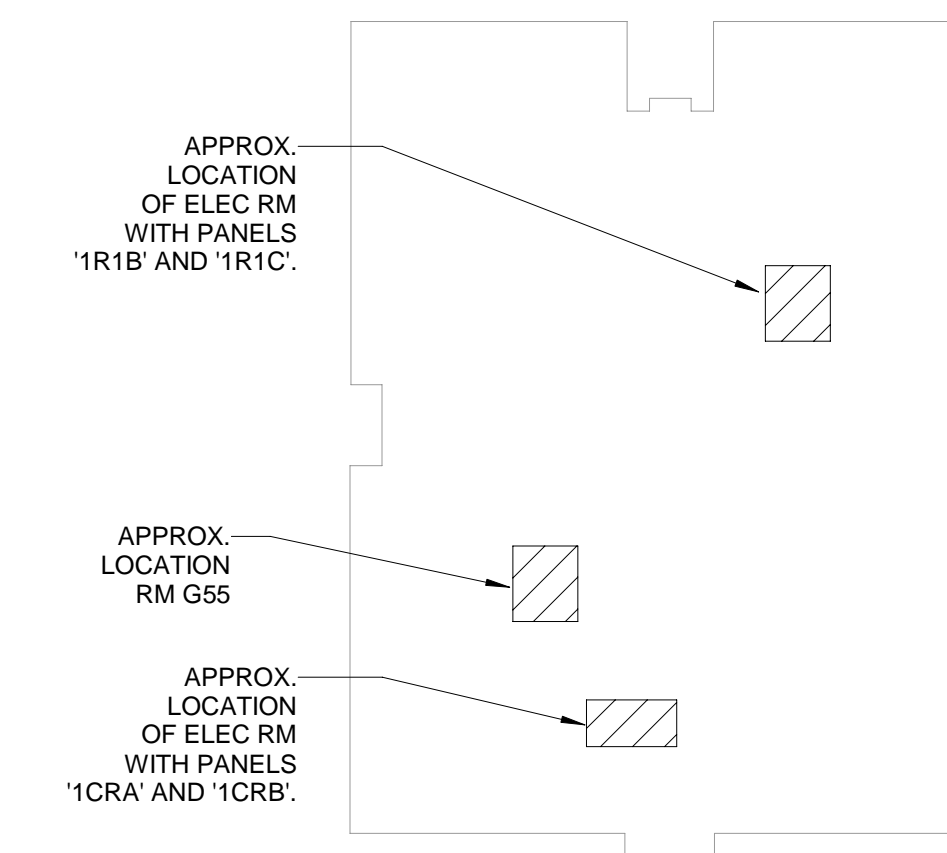 APPROX.
LOCATION
OF ELEC RM
WITH PANELS
'1R1B' AND '1R1C'.
APPROX.
LOCATION
RM G55
APPROX.
LOCATION
OF ELEC RM
WITH PANELS
'1CRA' AND '1CRB'.